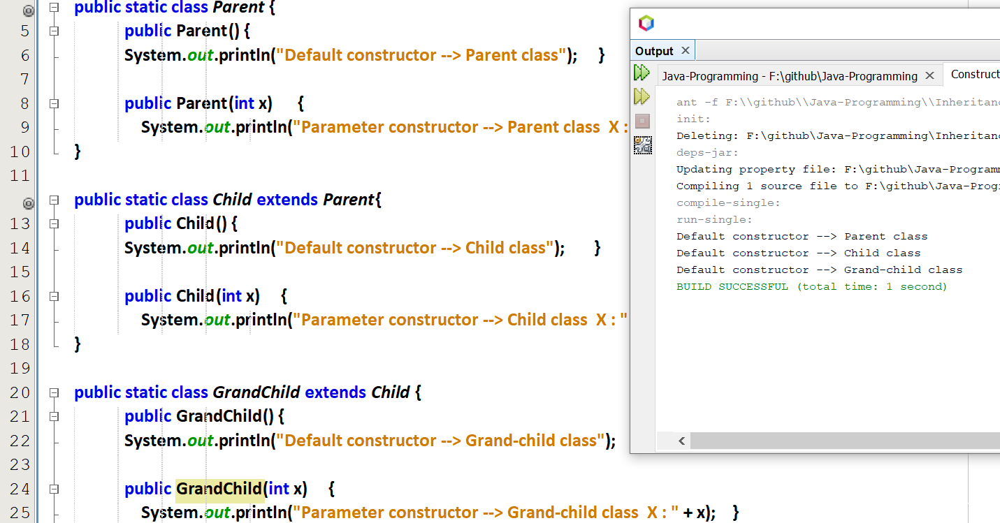 public static class Parent {
5 public Parent() {
6 System.out.println("Default constructor --> Parent class"); }
7
8 public Parent(int x) {
9 System.out.println("Parameter constructor --> Parent class X :
10 }
11
public static class Child extends Parent{
13 public Child() {
14 System.out.println("Default constructor --> Child class"); }
15
16 public Child(int x) {
17 System.out.println("Parameter constructor --> Child class X : "
18 }
19
20 public static class GrandChild extends Child {
21 public GrandChild() {
22 System.out.println("Default constructor --> Grand-child class");
23
24 public GrandChild(int x) {
25 System.out.println("Parameter constructor --> Grand-child class X : " + x); }
Output
Java-Programming - F:\github\Java-Programming
Construct
ant -f F:\\github\\Java-Programming\\Inheritanc
init:
Deleting: F:\github\Java-Programming\Inheritanc
deps-jar:
Updating property file: F:\github\Java-Programm
Compiling 1 source file to F:\github\Java-Prog
compile-single:
run-single:
Default constructor --> Parent class
Default constructor --> Child class
Default constructor --> Grand-child class
BUILD SUCCESSFUL (total time: 1 second)